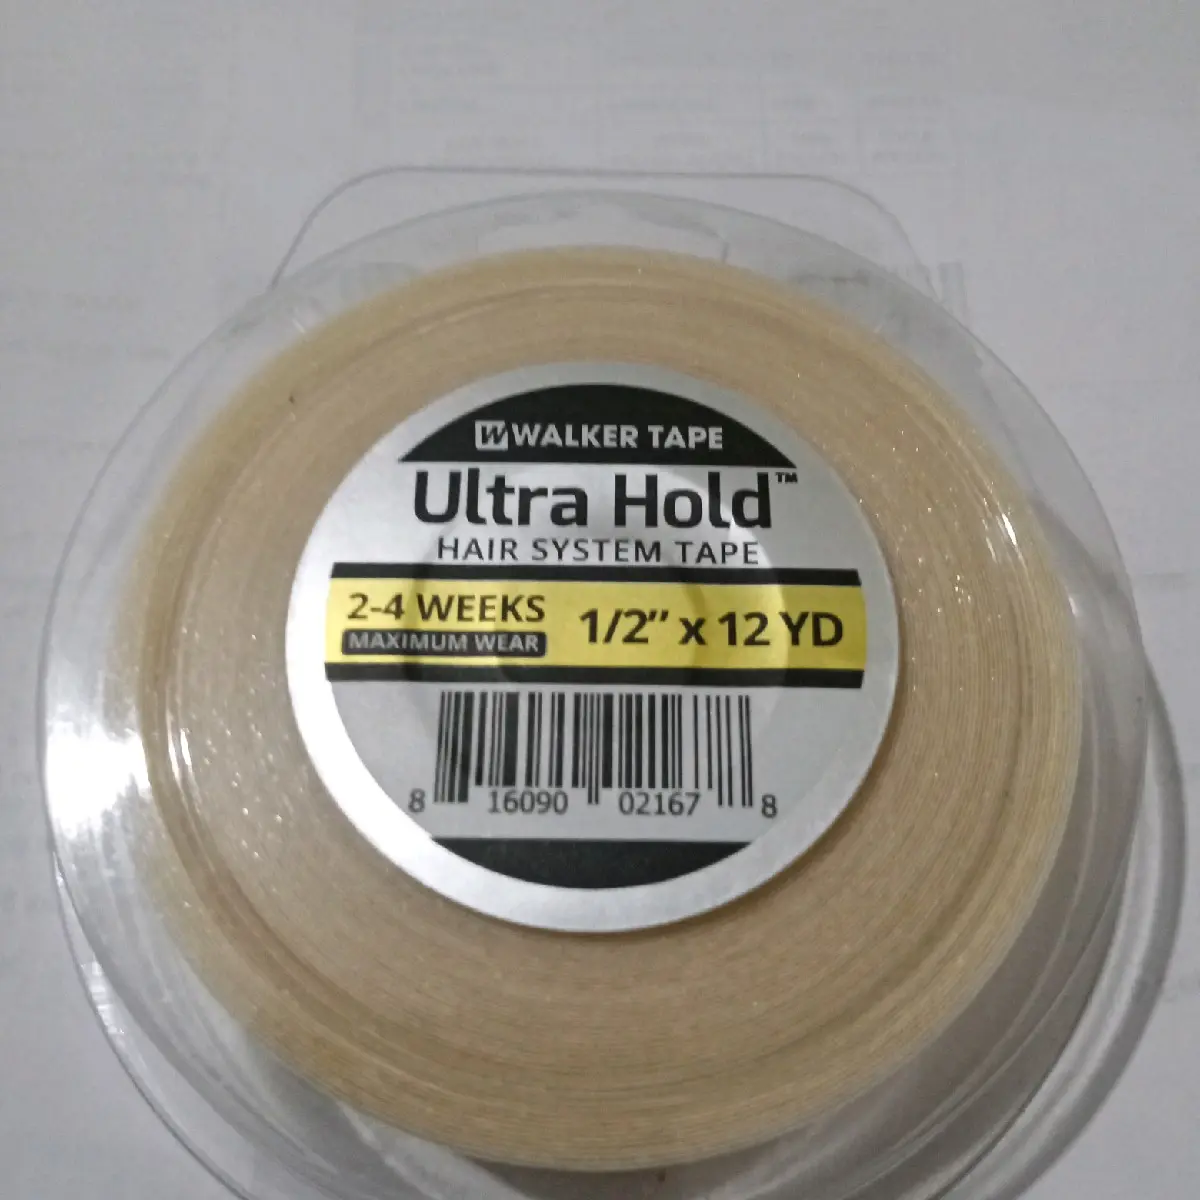 WALKER TAPE
Ultra Hold™
HAIR SYSTEM TAPE
2-4 WEEKS
MAXIMUM WEAR
1/2” x 12 YD
8 16090 02167 8